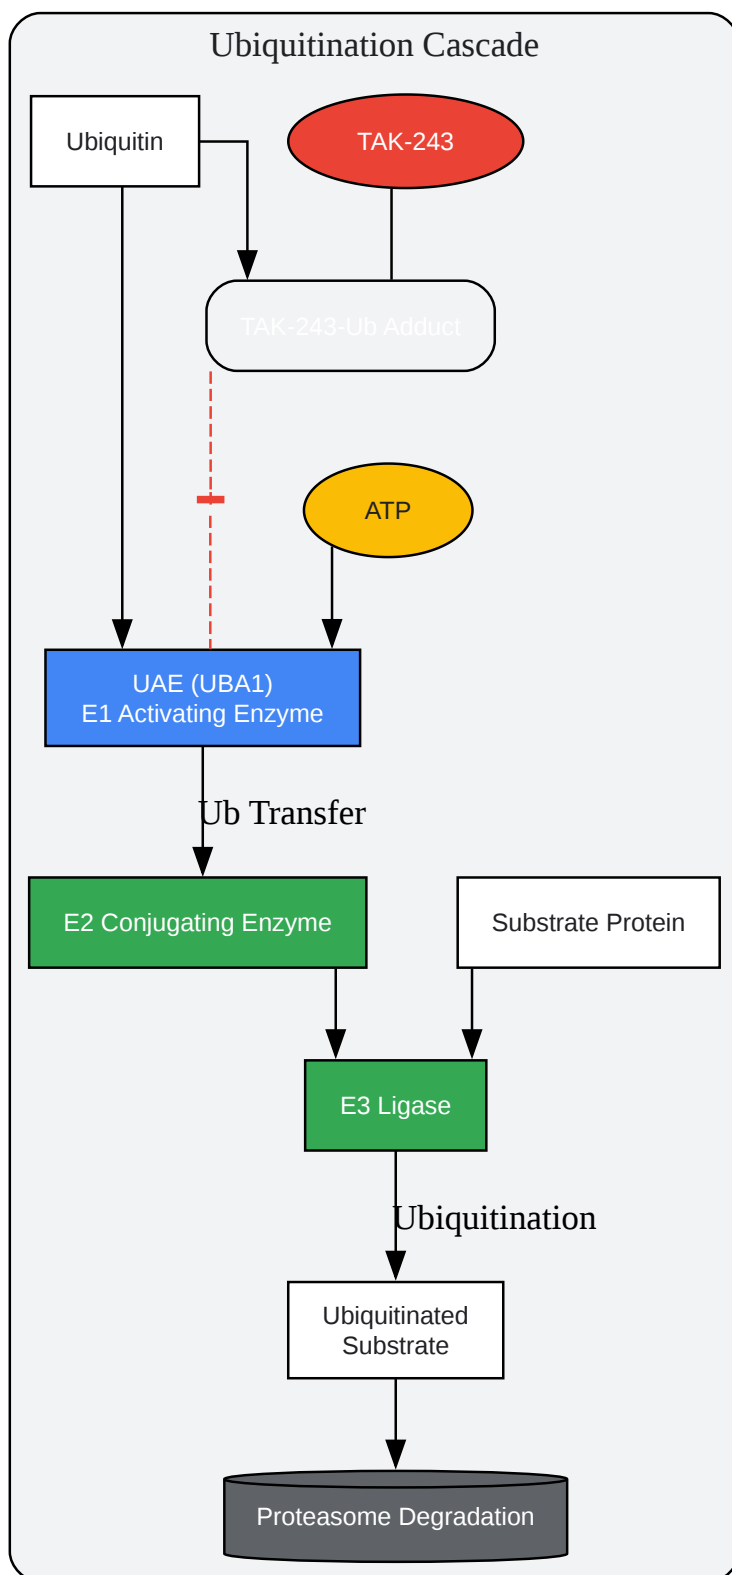 Ubiquitination Cascade
Ubiquitin
TAK-243
TAK-243-Ub Adduct
ATP
UAE (UBA1)
E1 Activating Enzyme
Ub Transfer
E2 Conjugating Enzyme
Substrate Protein
E3 Ligase
Ubiquitination
Ubiquitinated
Substrate
Proteasome Degradation